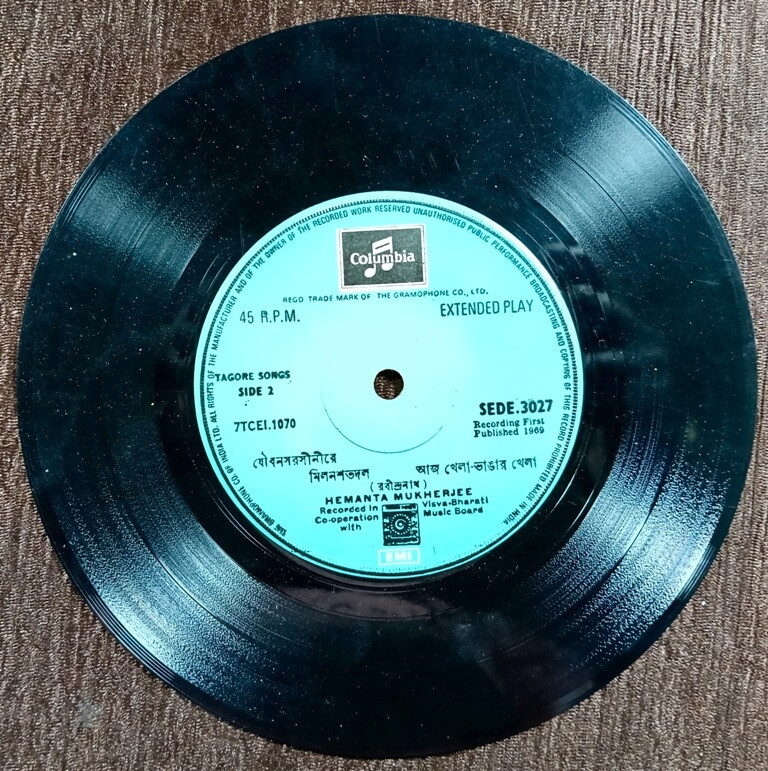 THE GRAMOPHONE CO. OF INDIA LTD. ALL RIGHTS OF THE MANUFACTURER AND OF THE OWNER OF THE RECORDED WORK RESERVED UNAUTHORISED PUBLIC PERFORMANCE BROADCASTING AND COPYING OF THIS RECORD PROHIBITED MADE IN INDIA.
Columbia
REGD TRADE MARK OF THE GRAMOPHONE CO., LTD.
45 R.P.M. EXTENDED PLAY
TAGORE SONGS
SIDE 2
SEDE.3027
7TCEI.1070
Recording First
Published 1969
যৌবনসরসীনীরে
মিলনশতদল আজ খেলা-ভাঙার খেলা
(রবীন্দ্রনাথ)
HEMANTA MUKHERJEE
Recorded in Visva-Bharati
Co-operation Music Board
with
EMI